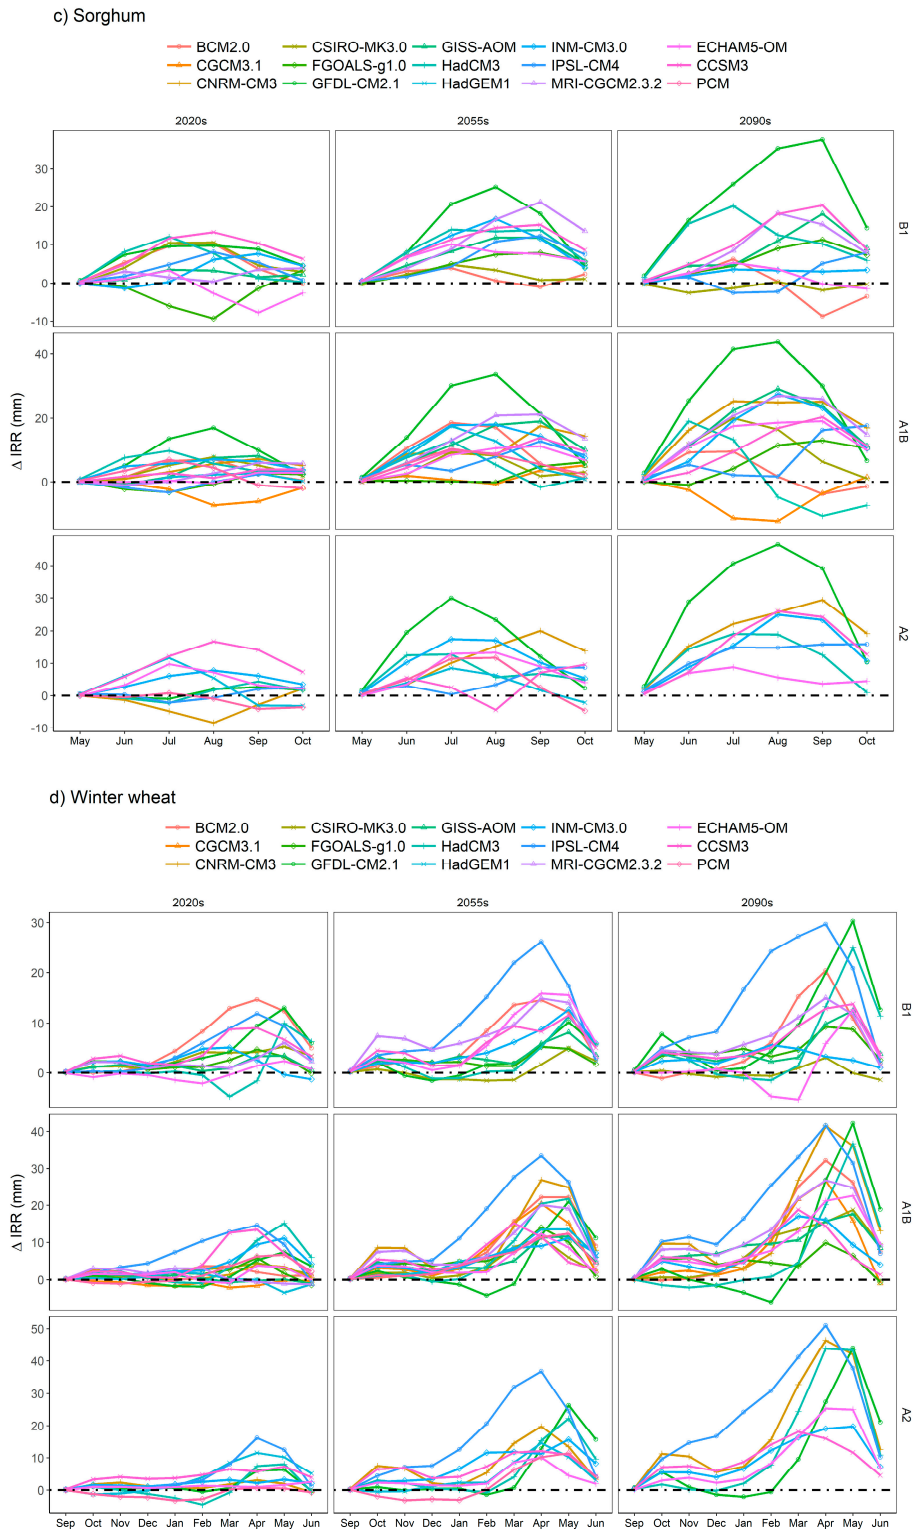 c) Sorghum
BCM2.0 CSIRO-MK3.0 GISS-AOM INM-CM3.0 ECHAM5-OM
CGCM3.1 FGOALS-g1.0 HadCM3 IPSL-CM4 CCSM3
CNRM-CM3 GFDL-CM2.1 HadGEM1 MRI-CGCM2.3.2 PCM
2020s 2055s 2090s
30
20
10
0
-10
B1
40
20
0
A1B
Δ IRR (mm)
40
30
20
10
0
-10
A2
May Jun Jul Aug Sep Oct May Jun Jul Aug Sep Oct May Jun Jul Aug Sep Oct
d) Winter wheat
BCM2.0 CSIRO-MK3.0 GISS-AOM INM-CM3.0 ECHAM5-OM
CGCM3.1 FGOALS-g1.0 HadCM3 IPSL-CM4 CCSM3
CNRM-CM3 GFDL-CM2.1 HadGEM1 MRI-CGCM2.3.2 PCM
2020s 2055s 2090s
30
20
10
0
B1
40
30
20
10
0
A1B
Δ IRR (mm)
50
40
30
20
10
0
A2
Sep Oct Nov Dec Jan Feb Mar Apr May Jun Sep Oct Nov Dec Jan Feb Mar Apr May Jun Sep Oct Nov Dec Jan Feb Mar Apr May Jun